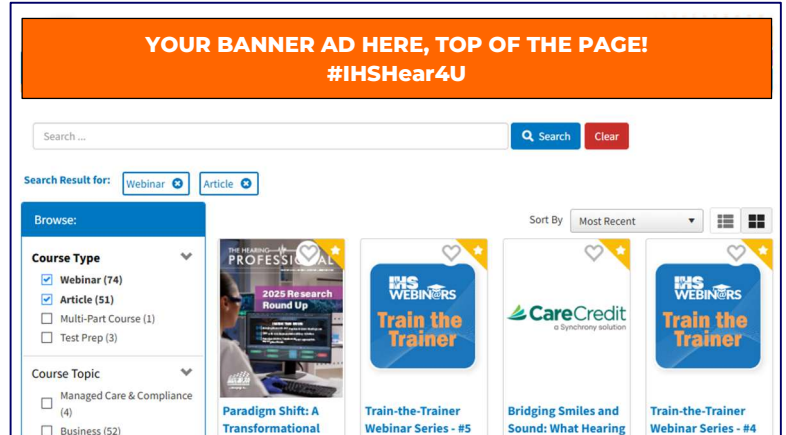 YOUR BANNER AD HERE, TOP OF THE PAGE!
#IHSHear4U
Search ...
Search
Clear
Search Result for:
Webinar
Article
Browse:
Sort By
Most Recent
Course Type
Webinar (74)
Article (51)
Multi-Part Course (1)
Test Prep (3)
Course Topic
Managed Care & Compliance
(4)
Business (52)
THE HEARING
PROFESSIONAL
2025 Research
Round Up
Paradigm Shift: A
Transformational
IHS
WEBIN@RS
Train the
Trainer
Train-the-Trainer
Webinar Series - #5
CareCredit
a Synchrony solution
Bridging Smiles and
Sound: What Hearing
IHS
WEBIN@RS
Train the
Trainer
Train-the-Trainer
Webinar Series - #4